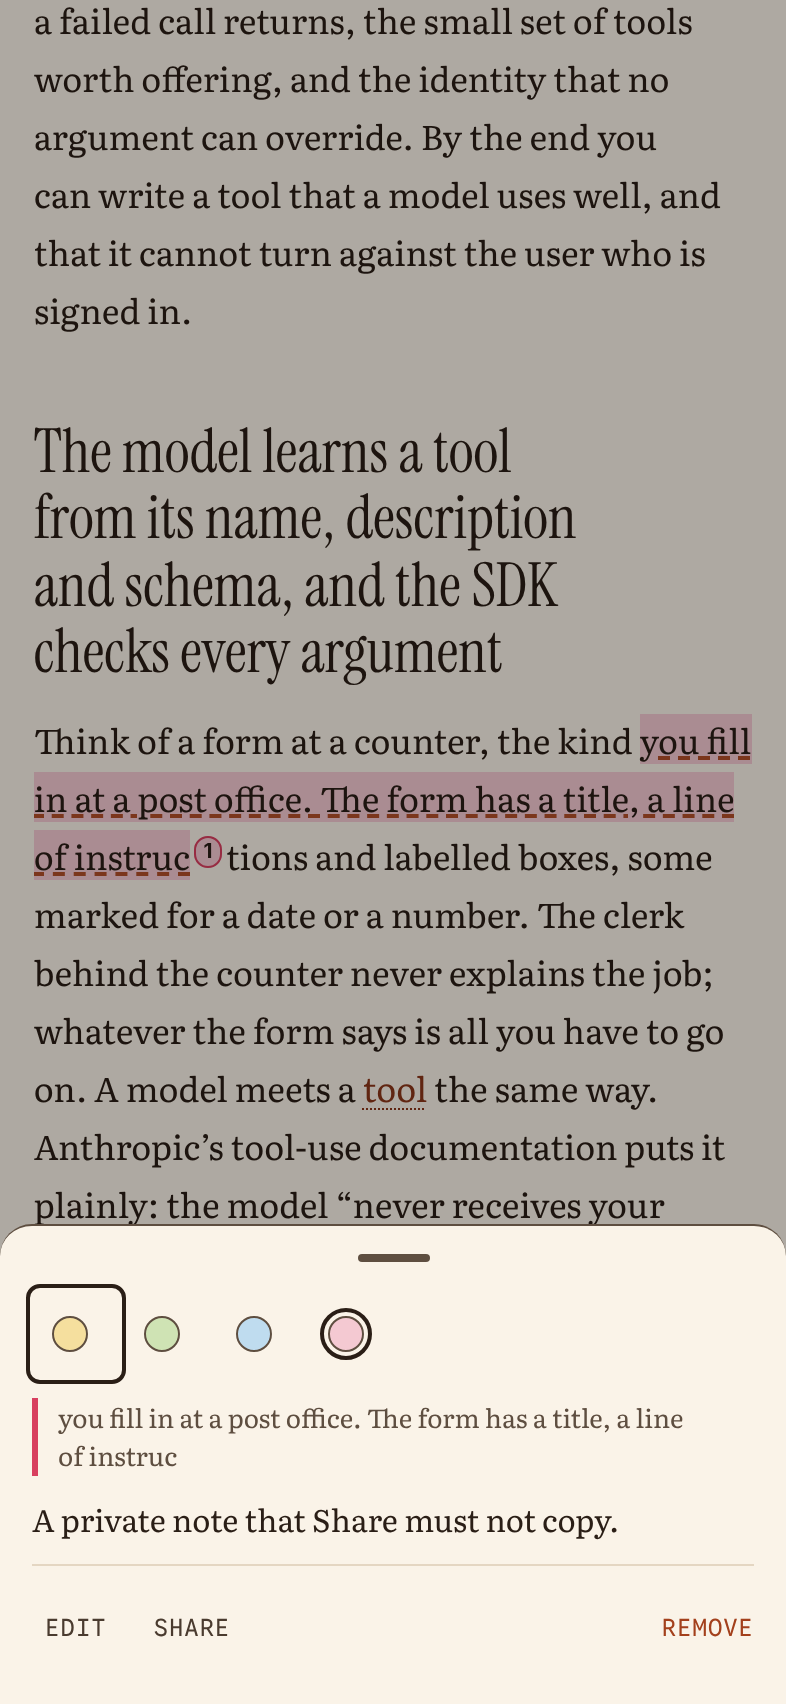 a failed call returns, the small set of tools
worth offering, and the identity that no
argument can override. By the end you
can write a tool that a model uses well, and
that it cannot turn against the user who is
signed in.
The model learns a tool
from its name, description
and schema, and the SDK
checks every argument
Think of a form at a counter, the kind you fill
in at a post office. The form has a title, a line
of instruc 1 tions and labelled boxes, some
marked for a date or a number. The clerk
behind the counter never explains the job;
whatever the form says is all you have to go
on. A model meets a tool the same way.
Anthropic’s tool-use documentation puts it
plainly: the model “never receives your
you fill in at a post office. The form has a title, a line
of instruc
A private note that Share must not copy.
EDIT SHARE REMOVE